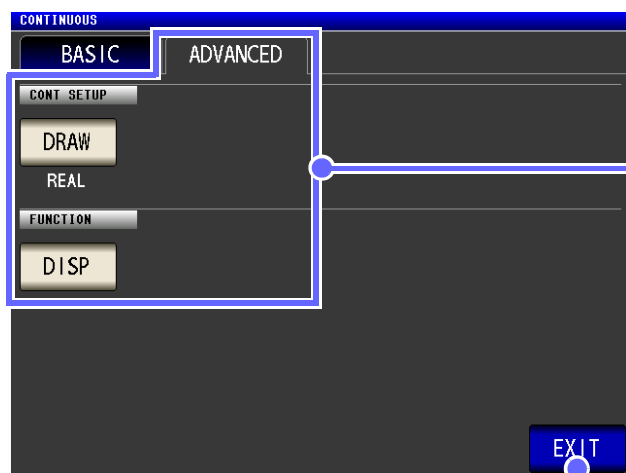 CONTINUOUS
BASIC ADVANCED
CONT SETUP
DRAW
REAL
FUNCTION
DISP
EXIT